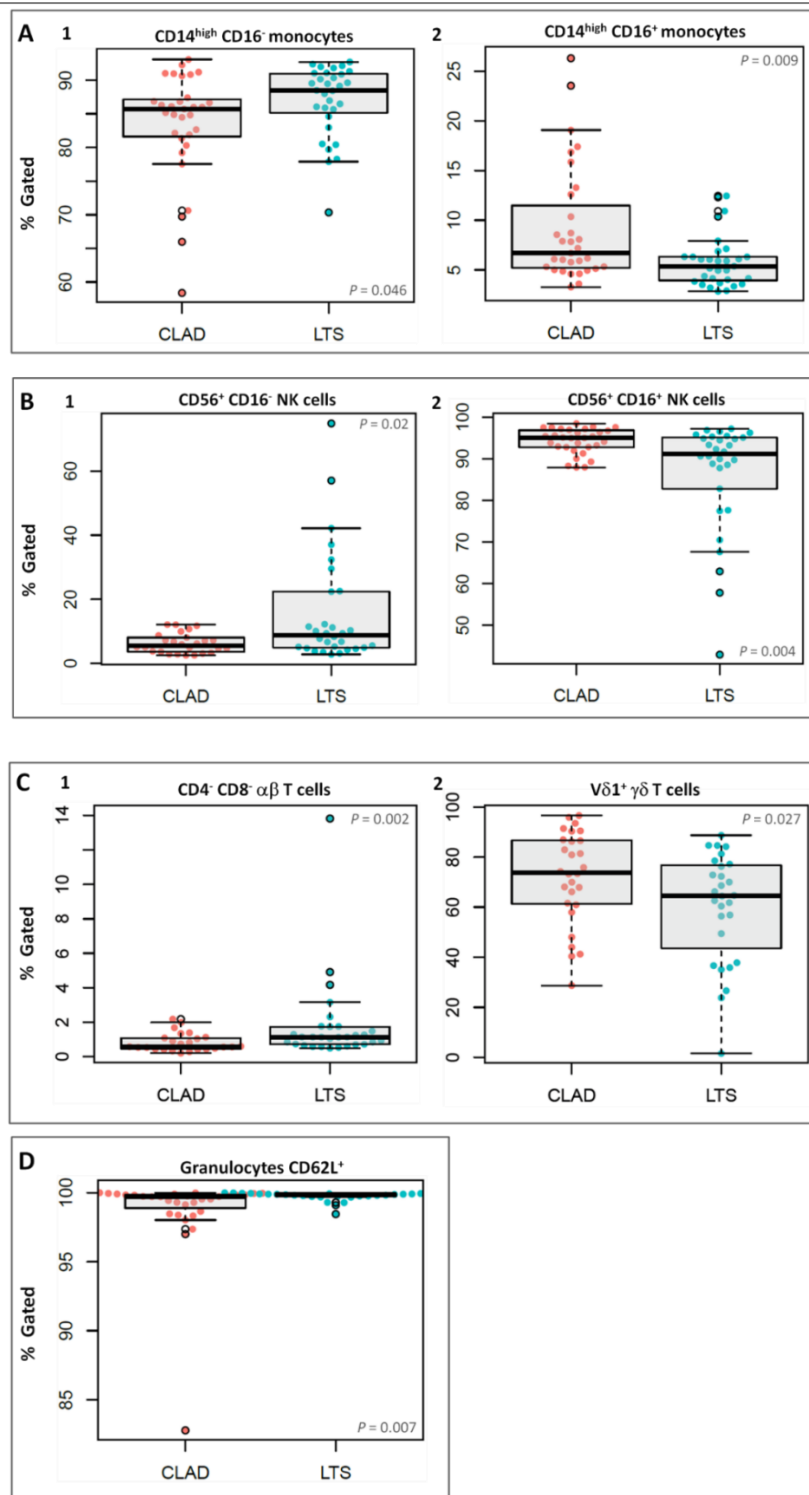 A 1 CD14ʰⁱᵍʰ CD16⁻ monocytes
2 CD14ʰⁱᵍʰ CD16⁺ monocytes
% Gated
90
80
70
60
P = 0.046
CLAD LTS
25
20
15
10
5
P = 0.009
CLAD LTS
B 1 CD56⁺ CD16⁻ NK cells
2 CD56⁺ CD16⁺ NK cells
% Gated
60
40
20
0
P = 0.02
CLAD LTS
100
90
80
70
60
50
P = 0.004
CLAD LTS
C 1 CD4⁻ CD8⁻ αβ T cells
2 Vδ1⁺ γδ T cells
% Gated
14
12
10
8
6
4
2
0
P = 0.002
CLAD LTS
100
80
60
40
20
0
P = 0.027
CLAD LTS
D Granulocytes CD62L⁺
% Gated
100
95
90
85
P = 0.007
CLAD LTS